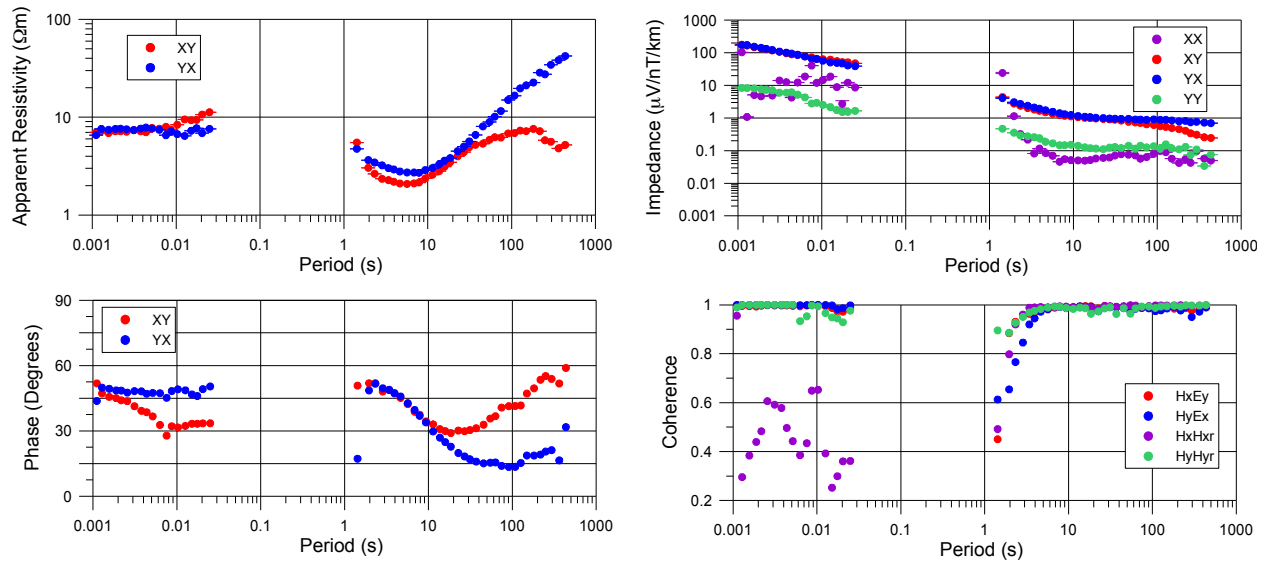 Apparent Resistivity (Ωm)
100
10
1
XY
YX
0.001 0.01 0.1 1 10 100 1000
Period (s)
Impedance (μV/nT/km)
1000
100
10
1
0.1
0.01
0.001
XX
XY
YX
YY
0.001 0.01 0.1 1 10 100 1000
Period (s)
Phase (Degrees)
90
60
30
0
XY
YX
0.001 0.01 0.1 1 10 100 1000
Period (s)
Coherence
1
0.8
0.6
0.4
0.2
HxEy
HyEx
HxHxr
HyHyr
0.001 0.01 0.1 1 10 100 1000
Period (s)